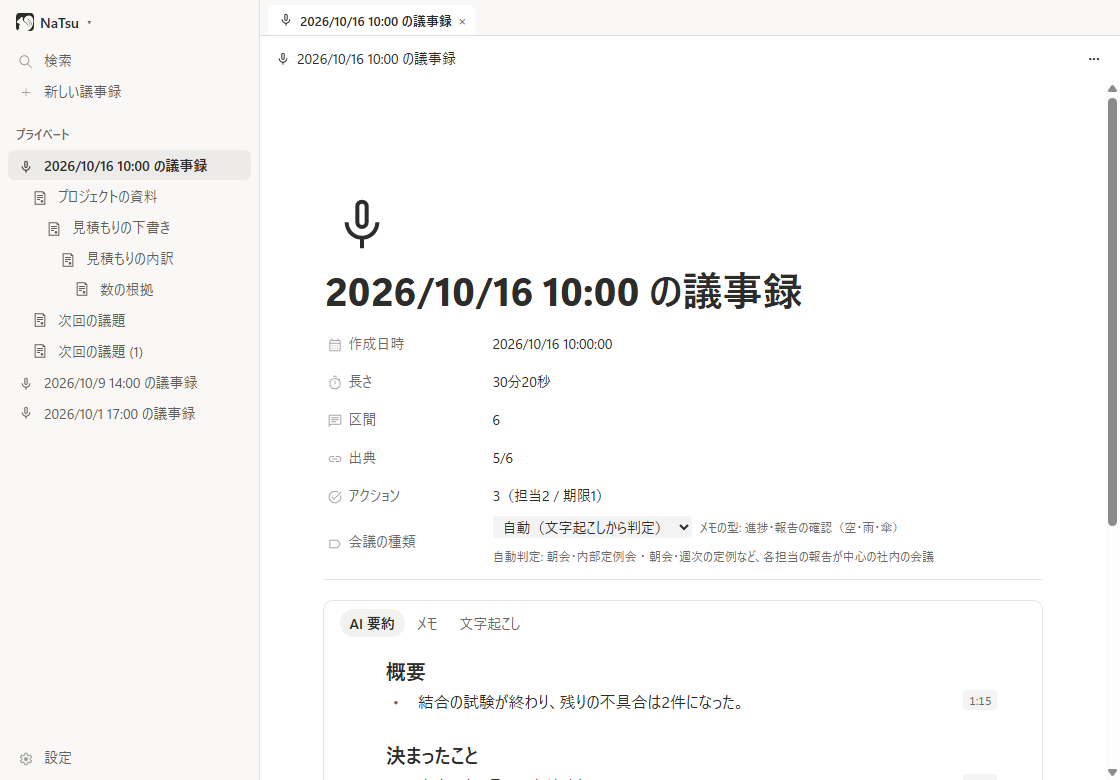 NaTsu
検索
新しい議事録
プライベート
2026/10/16 10:00 の議事録
プロジェクトの資料
見積もりの下書き
見積もりの内訳
数の根拠
次回の議題
次回の議題 (1)
2026/10/9 14:00 の議事録
2026/10/1 17:00 の議事録
設定
2026/10/16 10:00 の議事録 ×
2026/10/16 10:00 の議事録
2026/10/16 10:00 の議事録
作成日時 2026/10/16 10:00:00
長さ 30分20秒
区間 6
出典 5/6
アクション 3（担当2 / 期限1）
会議の種類 自動（文字起こしから判定） メモの型: 進捗・報告の確認（空・雨・傘）
自動判定: 朝会・内部定例会・朝会・週次の定例など、各担当の報告が中心の社内の会議
AI 要約 メモ 文字起こし
概要
• 結合の試験が終わり、残りの不具合は2件になった。 1:15
決まったこと